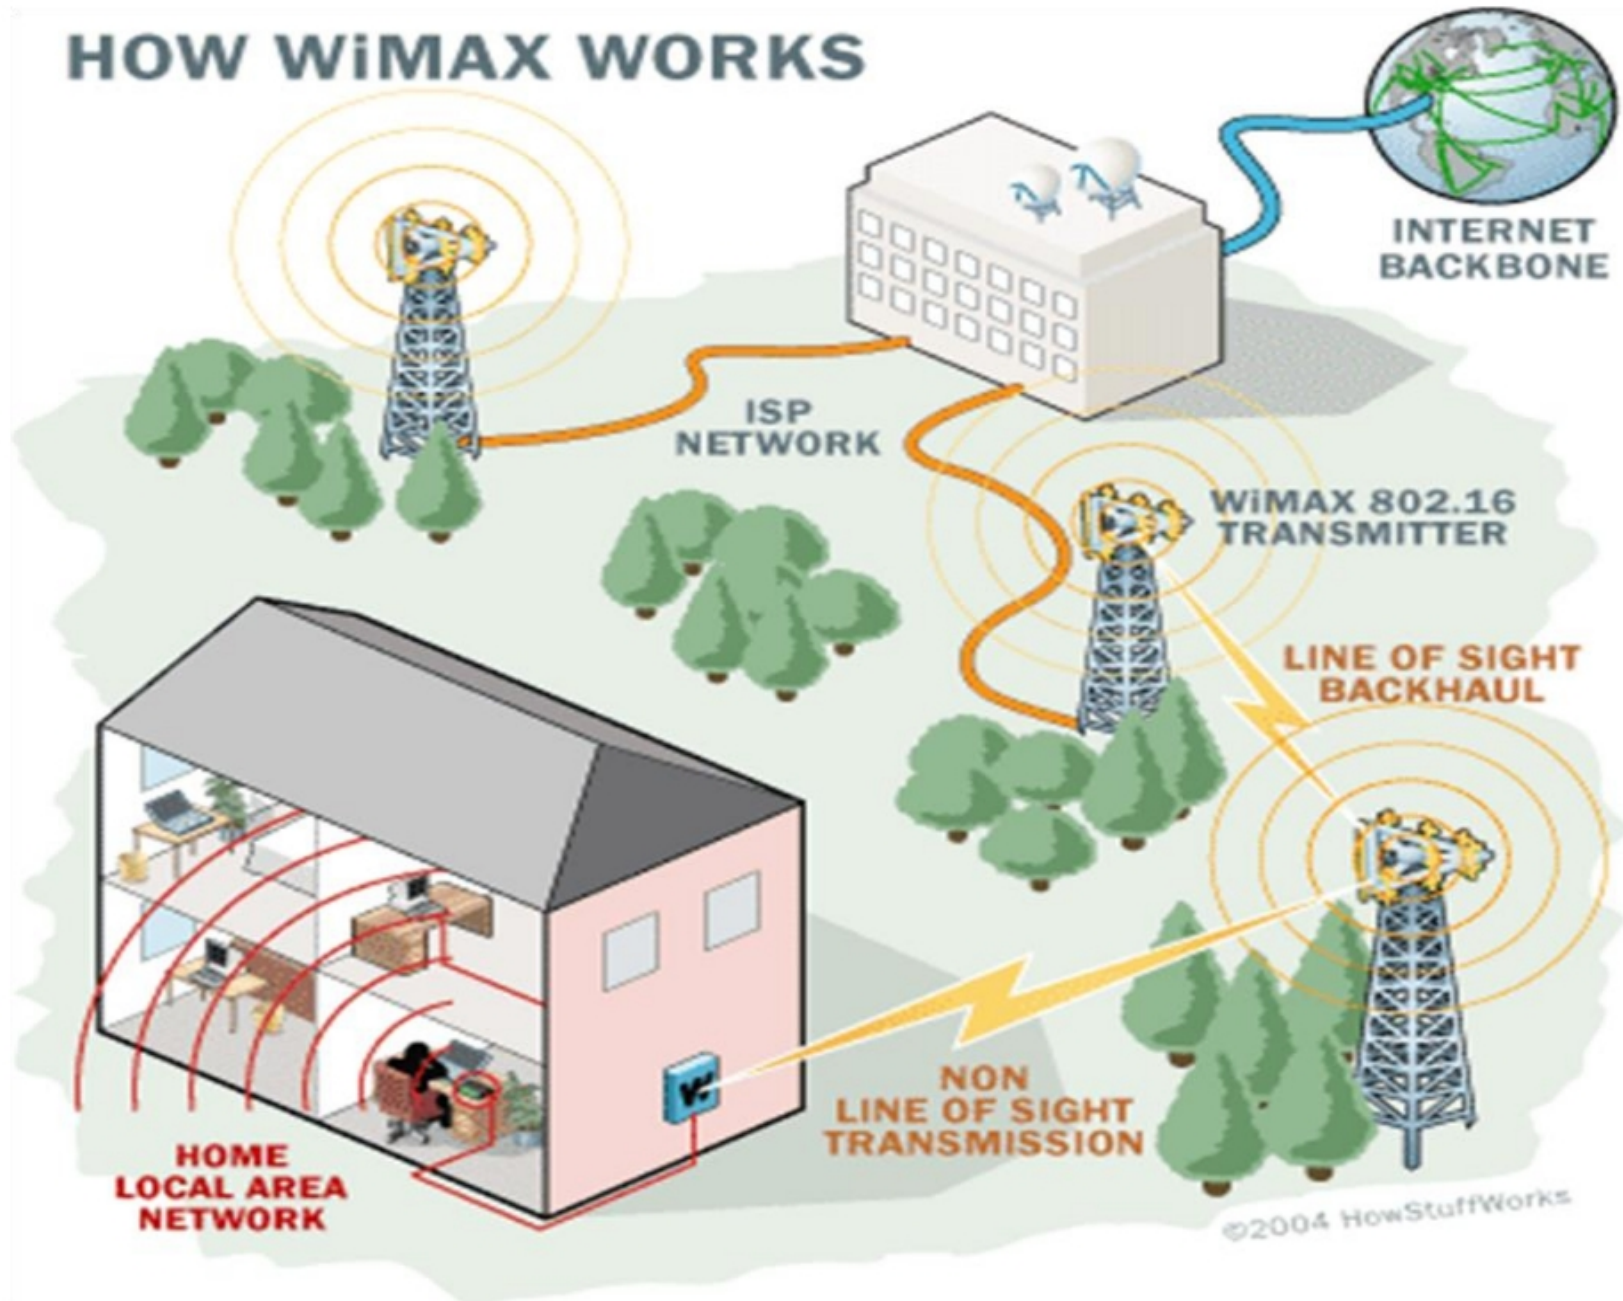 HOW WiMAX WORKS
INTERNET
BACKBONE
ISP
NETWORK
WiMAX 802.16
TRANSMITTER
LINE OF SIGHT
BACKHAUL
NON
LINE OF SIGHT
TRANSMISSION
HOME
LOCAL AREA
NETWORK
W
©2004 HowStuffWorks